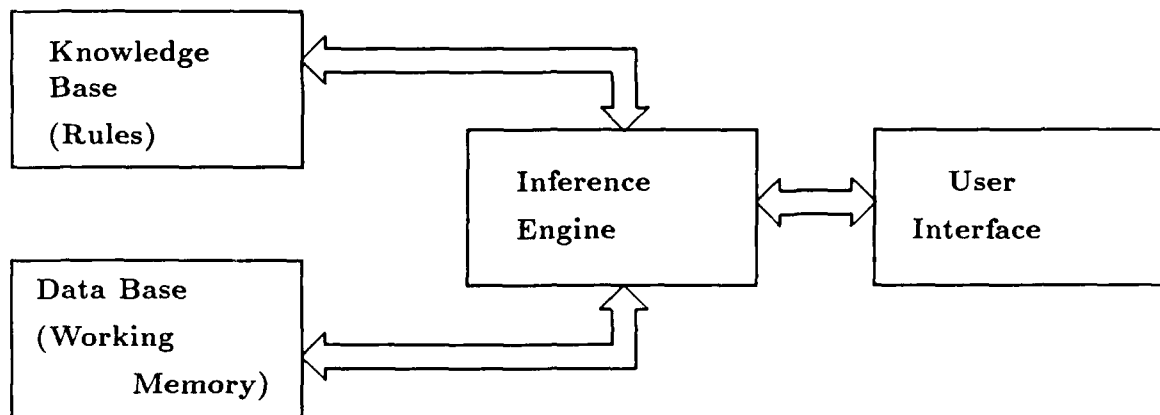 Knowledge
Base
(Rules)
Inference
Engine
User
Interface
Data Base
(Working
Memory)